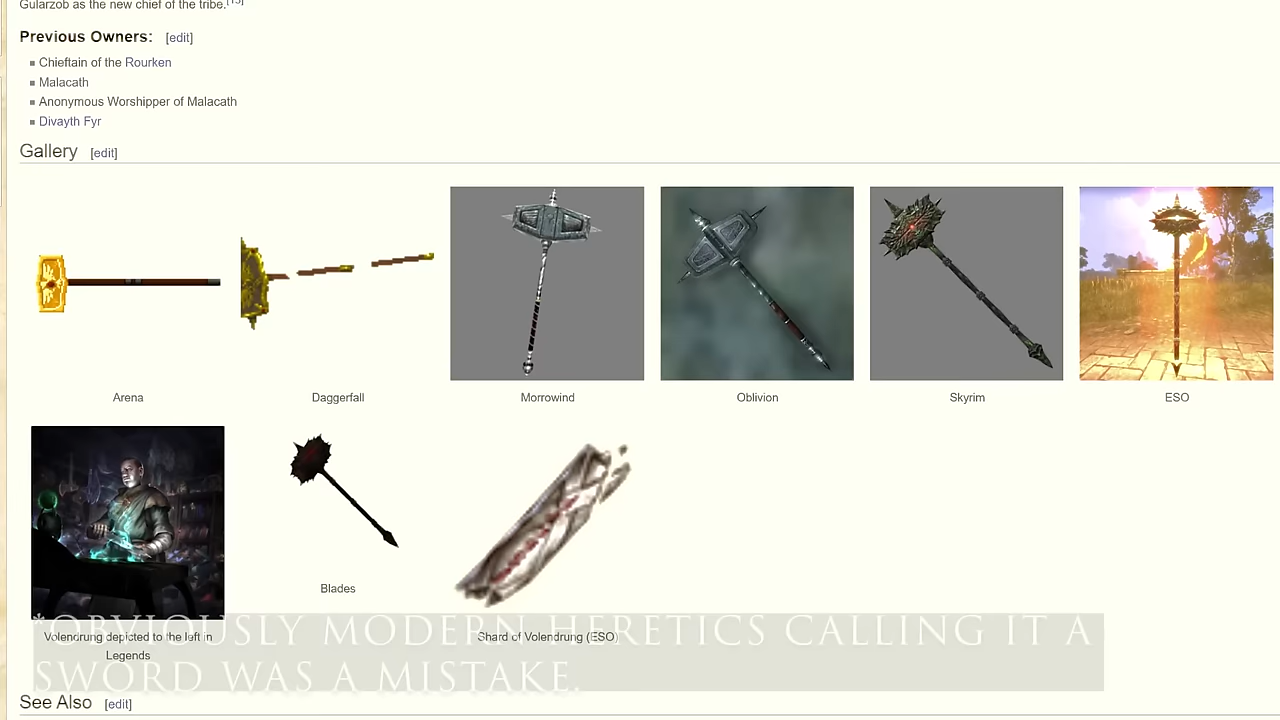 Gularzob as the new chief of the tribe.[15]
Previous Owners: [edit]
Chieftain of the Rourken
Malacath
Anonymous Worshipper of Malacath
Divayth Fyr
Gallery [edit]
Arena Daggerfall Morrowind Oblivion Skyrim ESO
Blades
Volendrung depicted to the left in
Legends
Shard of Volendrung (ESO)
*OBVIOUSLY MODERN HERETICS CALLING IT A
SWORD WAS A MISTAKE.
See Also [edit]